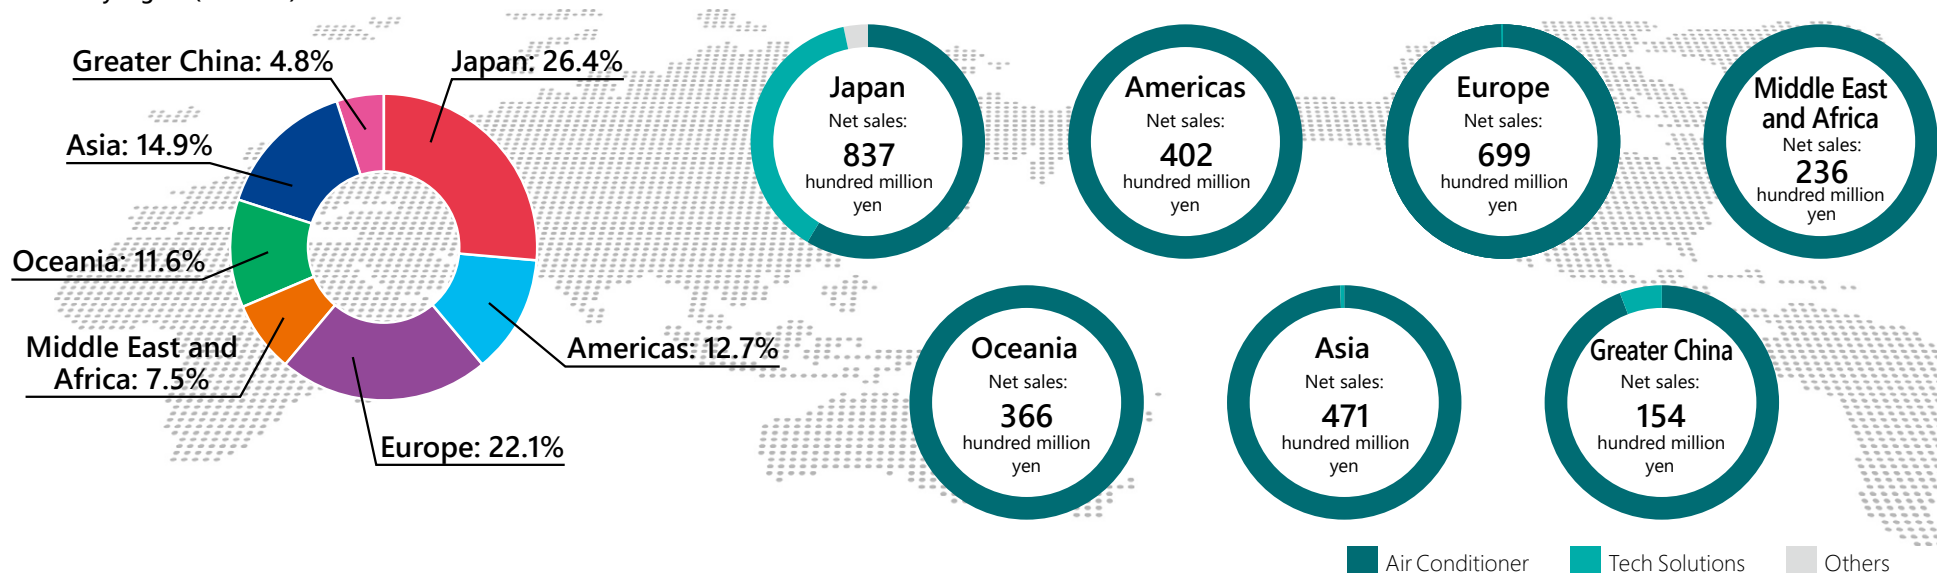 Greater China: 4.8%
Japan: 26.4%
Asia: 14.9%
Oceania: 11.6%
Middle East and
Africa: 7.5%
Americas: 12.7%
Europe: 22.1%
Japan
Net sales:
837
hundred million
yen
Americas
Net sales:
402
hundred million
yen
Europe
Net sales:
699
hundred million
yen
Middle East
and Africa
Net sales:
236
hundred million
yen
Oceania
Net sales:
366
hundred million
yen
Asia
Net sales:
471
hundred million
yen
Greater China
Net sales:
154
hundred million
yen
Air Conditioner
Tech Solutions
Others